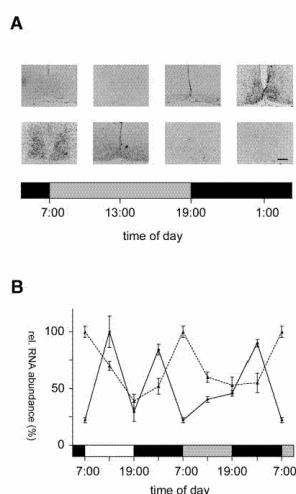 A
7:00 13:00 19:00 1:00
time of day
B
rel. RNA abundance (%)
100
50
0
7:00 19:00 7:00 19:00 7:00
time of day